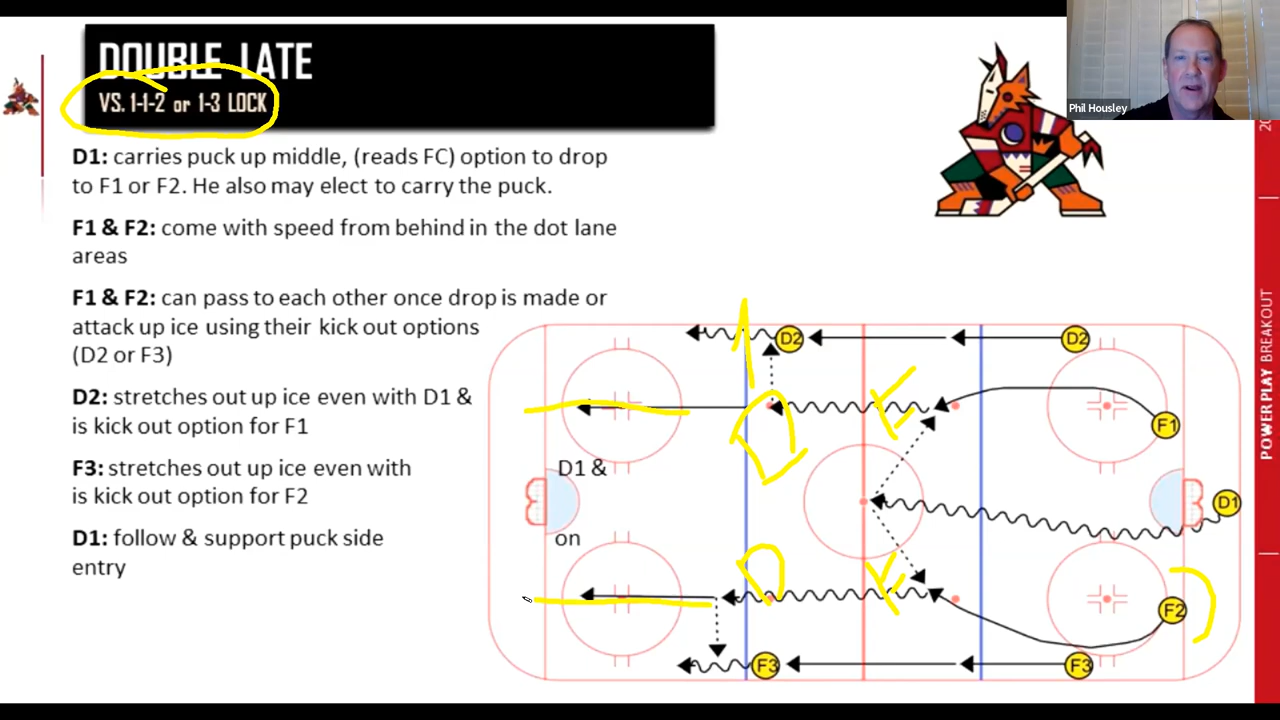 DOUBLE LATE
VS. 1-1-2 or 1-3 LOCK
Phil Housley
D1: carries puck up middle, (reads FC) option to drop
to F1 or F2. He also may elect to carry the puck.
F1 & F2: come with speed from behind in the dot lane
areas
F1 & F2: can pass to each other once drop is made or
attack up ice using their kick out options
(D2 or F3)
D2: stretches out up ice even with D1 &
is kick out option for F1
F3: stretches out up ice even with D1 &
is kick out option for F2
D1: follow & support puck side on
entry
D2
D2
F1
D1
F2
F3
F3
F
D
F
D
1
20
POWER PLAY BREAKOUT